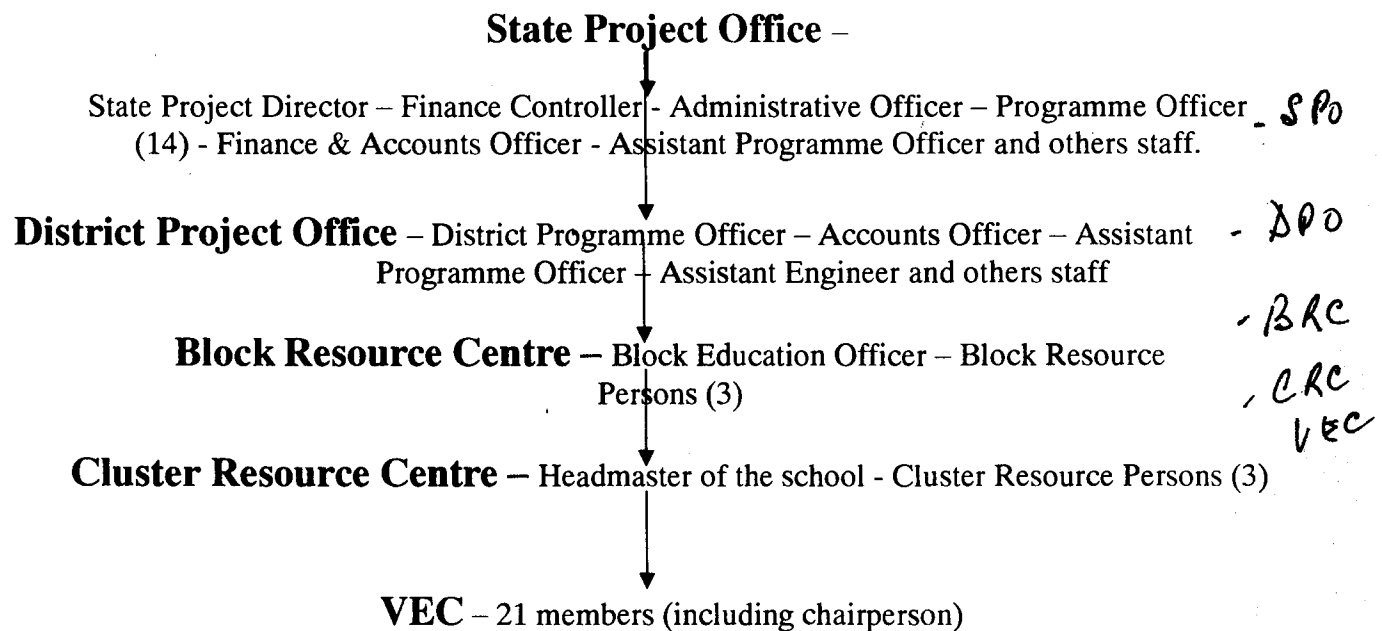 State Project Office –
State Project Director – Finance Controller - Administrative Officer – Programme Officer - SPO
(14) - Finance & Accounts Officer - Assistant Programme Officer and others staff.
District Project Office – District Programme Officer – Accounts Officer – Assistant - DPO
Programme Officer – Assistant Engineer and others staff
- BRC
Block Resource Centre – Block Education Officer – Block Resource
Persons (3)
- CRC
VEC
Cluster Resource Centre – Headmaster of the school - Cluster Resource Persons (3)
VEC – 21 members (including chairperson)